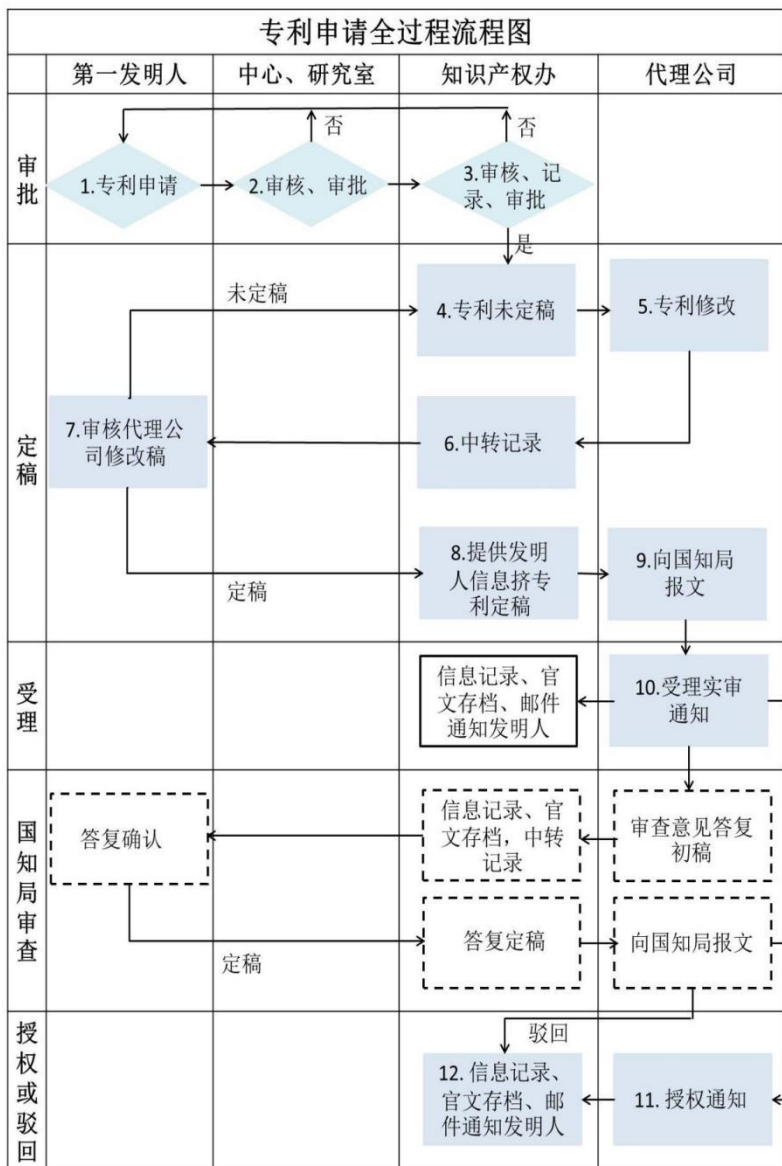 专利申请全过程流程图
第一发明人
中心、研究室
知识产权办
代理公司
审批
否
否
1.专利申请
2.审核、审批
3.审核、记
录、审批
是
定稿
未定稿
4.专利未定稿
5.专利修改
7.审核代理公
司修改稿
6.中转记录
定稿
8.提供发明
人信息挤专
利定稿
9.向国知局
报文
受理
信息记录、官
文存档、邮件
通知发明人
10.受理实审
通知
国知局审查
答复确认
信息记录、官
文存档，中转
记录
审查意见答复
初稿
定稿
答复定稿
向国知局报文
授权或驳回
驳回
12. 信息记录、
官文存档、邮
件通知发明人
11. 授权通知